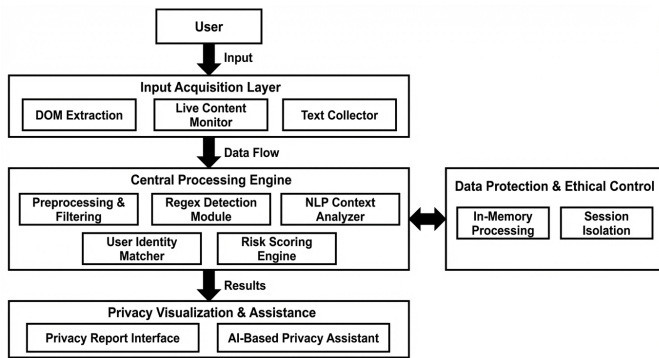 User
Input
Input Acquisition Layer
DOM Extraction
Live Content
Monitor
Text Collector
Data Flow
Central Processing Engine
Preprocessing &
Filtering
Regex Detection
Module
NLP Context
Analyzer
User Identity
Matcher
Risk Scoring
Engine
Data Protection & Ethical Control
In-Memory
Processing
Session
Isolation
Results
Privacy Visualization & Assistance
Privacy Report Interface
AI-Based Privacy Assistant